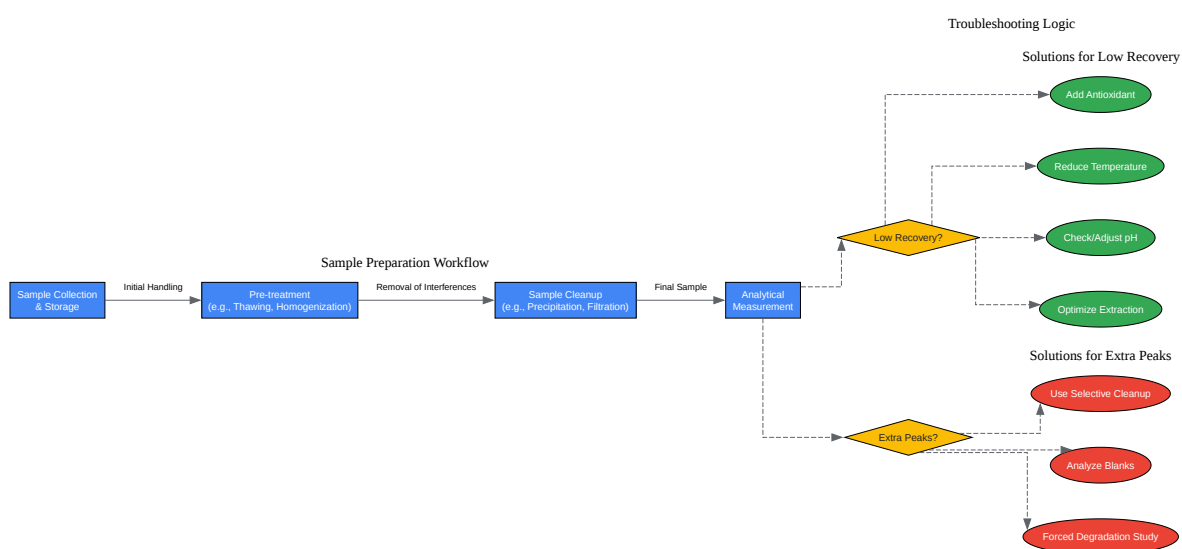 Troubleshooting Logic
Solutions for Low Recovery
Add Antioxidant
Reduce Temperature
Low Recovery?
Check/Adjust pH
Sample Preparation Workflow
Sample Collection
& Storage
Initial Handling
Pre-treatment
(e.g., Thawing, Homogenization)
Removal of Interferences
Sample Cleanup
(e.g., Precipitation, Filtration)
Final Sample
Analytical
Measurement
Optimize Extraction
Solutions for Extra Peaks
Use Selective Cleanup
Extra Peaks?
Analyze Blanks
Forced Degradation Study